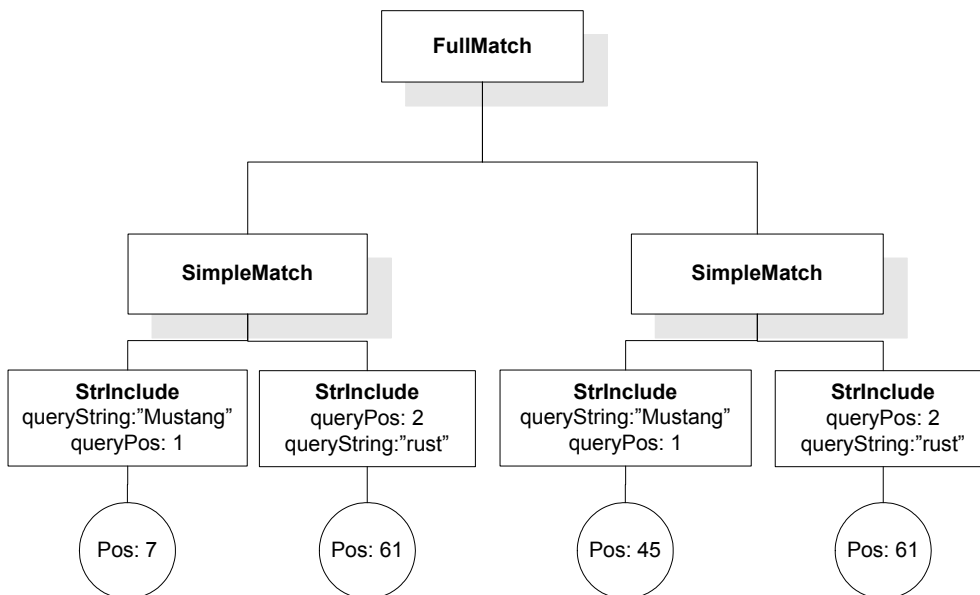 FullMatch
SimpleMatch
SimpleMatch
StrInclude
queryString:”Mustang”
queryPos: 1
StrInclude
queryPos: 2
queryString:”rust”
StrInclude
queryString:”Mustang”
queryPos: 1
StrInclude
queryPos: 2
queryString:”rust”
Pos: 7
Pos: 61
Pos: 45
Pos: 61